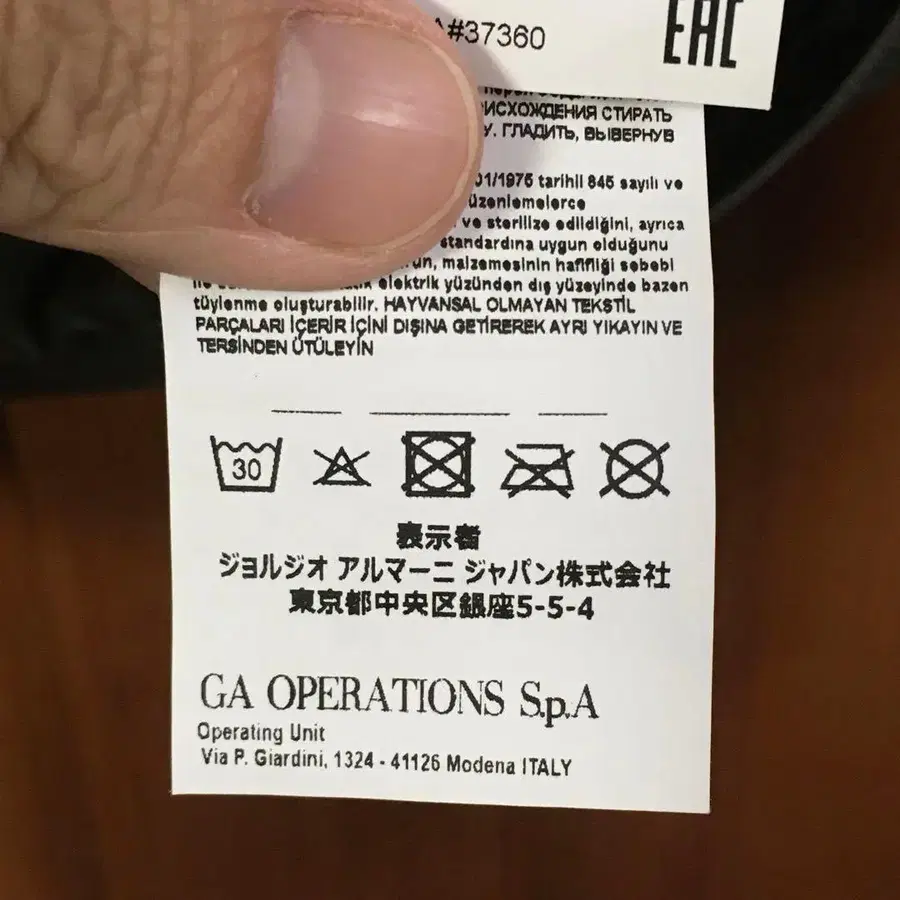 A#37360
EAC
ИСХОЖДЕНИЯ СТИРАТЬ
У. ГЛАДИТЬ, ВЫВЕРНУВ
01/1975 tarihli 845 sayılı ve
düzenlemelerce
ve sterilize edildiğini, ayrıca
standardına uygun olduğunu
malzemesinin hafifliği sebebi
elektrik yüzünden dış yüzeyinde bazen
tüylenme oluşturabilir. HAYVANSAL OLMAYAN TEKSTİL
PARÇALARI İÇERİR İÇİNİ DIŞINA GETİREREK AYRI YIKAYIN VE
TERSİNDEN ÜTÜLEYİN
30
表示者
ジョルジオ アルマーニ ジャパン株式会社
東京都中央区銀座5-5-4
GA OPERATIONS S.p.A
Operating Unit
Via P. Giardini, 1324 - 41126 Modena ITALY